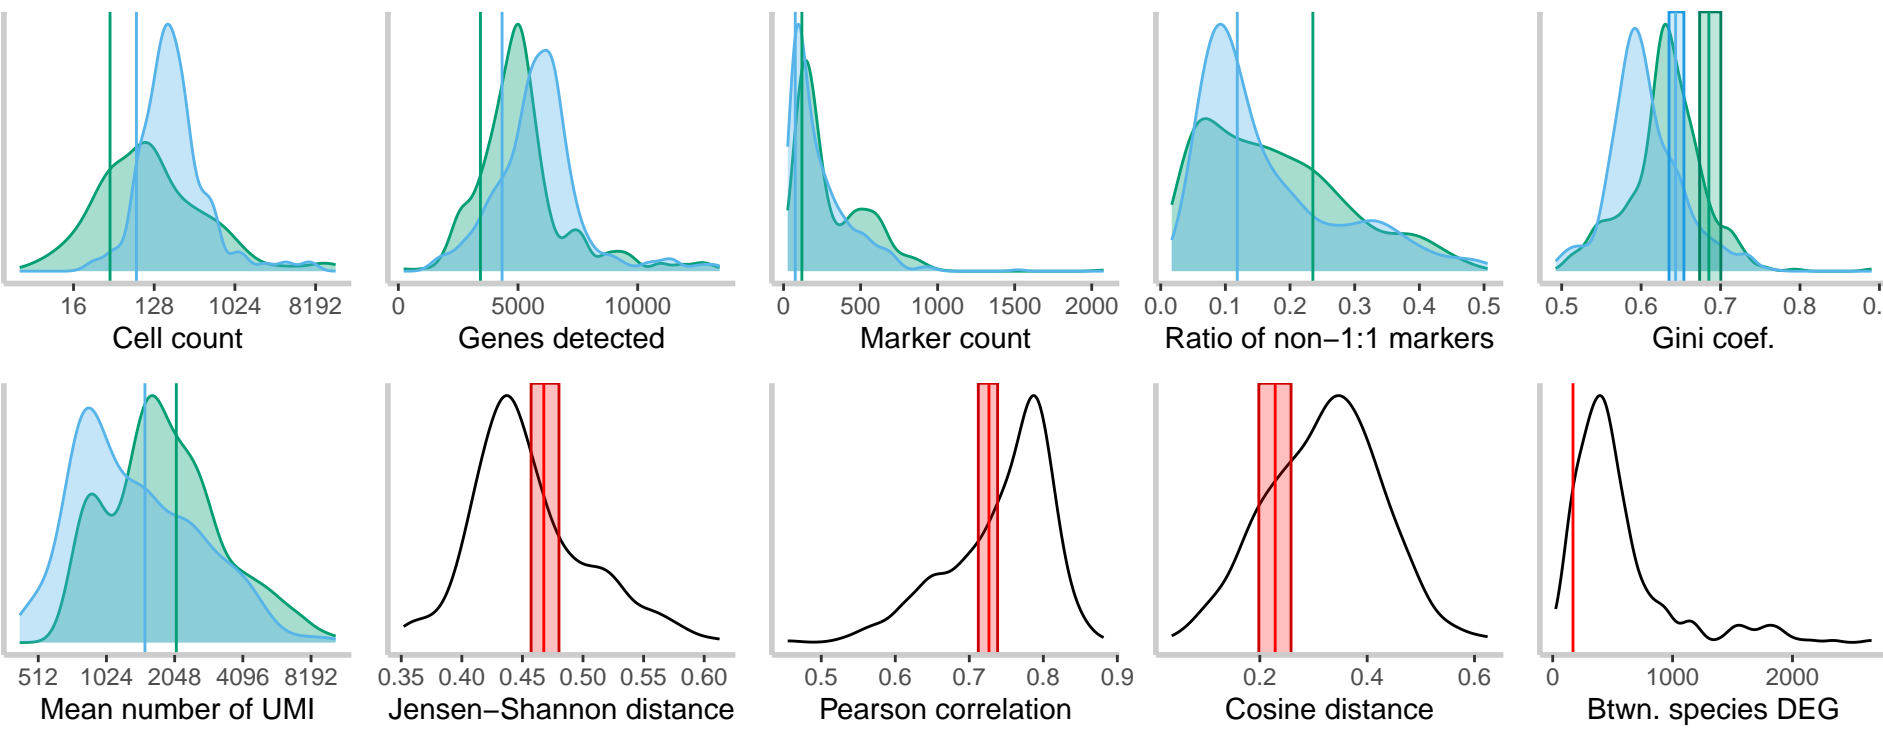 16 128 1024 8192
Cell count
0 5000 10000
Genes detected
0 500 1000 1500 2000
Marker count
0.0 0.1 0.2 0.3 0.4 0.5
Ratio of non−1:1 markers
0.5 0.6 0.7 0.8 0.
Gini coef.
512 1024 2048 4096 8192
Mean number of UMI
0.35 0.40 0.45 0.50 0.55 0.60
Jensen−Shannon distance
0.5 0.6 0.7 0.8 0.9
Pearson correlation
0.2 0.4 0.6
Cosine distance
0 1000 2000
Btwn. species DEG